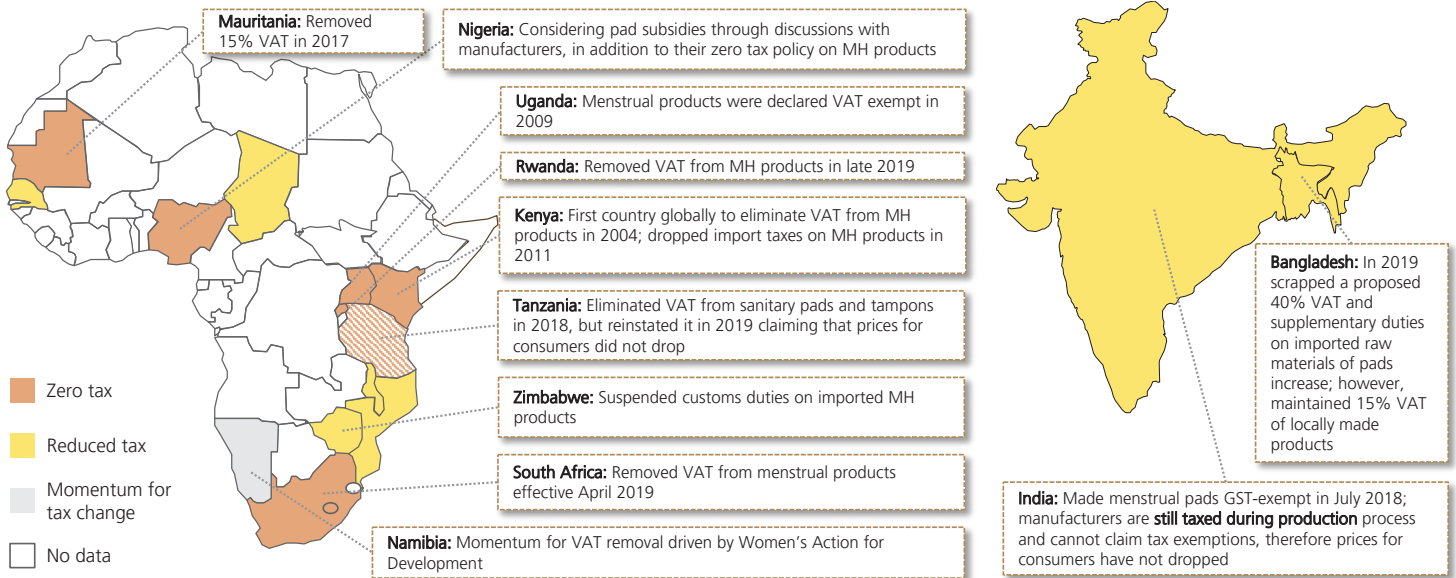 Mauritania: Removed
15% VAT in 2017
Nigeria: Considering pad subsidies through discussions with
manufacturers, in addition to their zero tax policy on MH products
Uganda: Menstrual products were declared VAT exempt in
2009
Rwanda: Removed VAT from MH products in late 2019
Kenya: First country globally to eliminate VAT from MH
products in 2004; dropped import taxes on MH products in
2011
Tanzania: Eliminated VAT from sanitary pads and tampons
in 2018, but reinstated it in 2019 claiming that prices for
consumers did not drop
Zimbabwe: Suspended customs duties on imported MH
products
South Africa: Removed VAT from menstrual products
effective April 2019
Namibia: Momentum for VAT removal driven by Women's Action for
Development
Zero tax
Reduced tax
Momentum for
tax change
No data
Bangladesh: In 2019
scrapped a proposed
40% VAT and
supplementary duties
on imported raw
materials of pads
increase; however,
maintained 15% VAT
of locally made
products
India: Made menstrual pads GST-exempt in July 2018;
manufacturers are still taxed during production process
and cannot claim tax exemptions, therefore prices for
consumers have not dropped